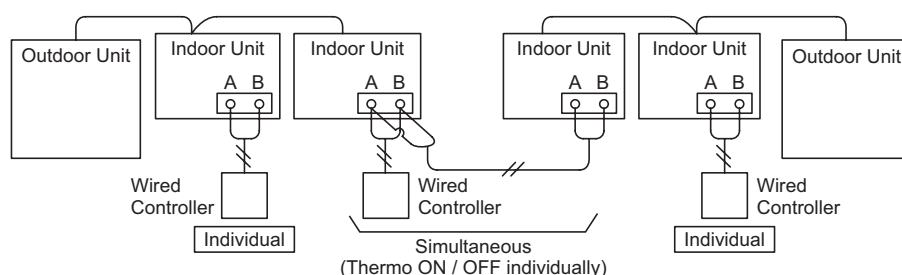 Outdoor Unit
Indoor Unit
A B
Indoor Unit
A B
Indoor Unit
A B
Indoor Unit
A B
Outdoor Unit
Wired
Controller
Individual
Wired
Controller
Simultaneous
(Thermo ON / OFF individually)
Wired
Controller
Individual